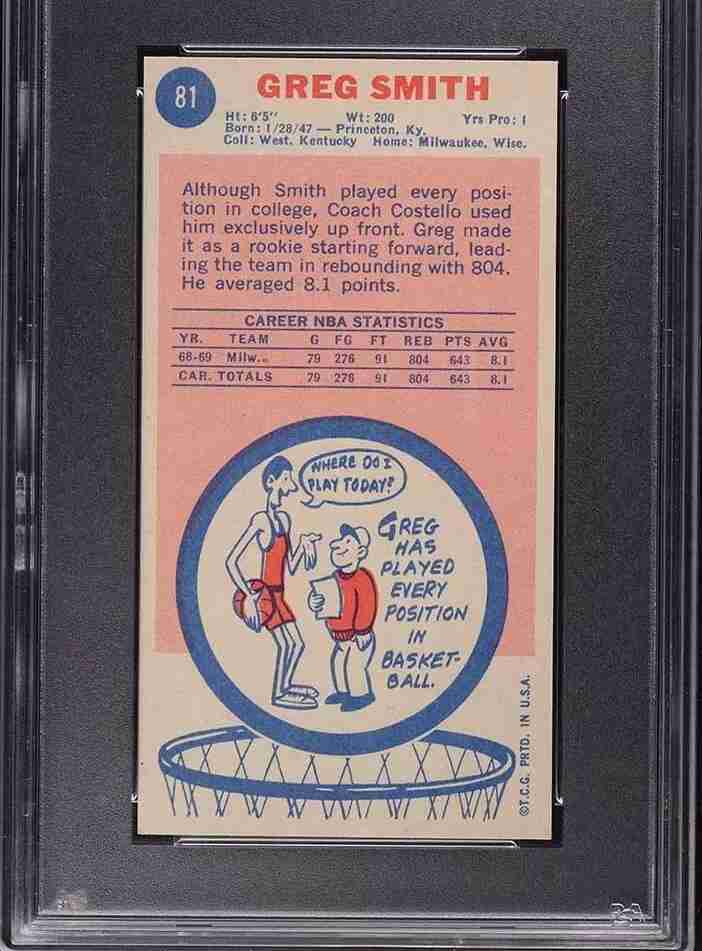 81
GREG SMITH
Ht: 6'5" Wt: 200 Yrs Pro: 1
Born: 1/28/47 — Princeton, Ky.
Coll: West. Kentucky Home: Milwaukee, Wisc.
Although Smith played every posi-
tion in college, Coach Costello used
him exclusively up front. Greg made
it as a rookie starting forward, lead-
ing the team in rebounding with 804.
He averaged 8.1 points.
CAREER NBA STATISTICS
YR. TEAM G FG FT REB PTS AVG
68-69 Milw. 79 276 91 804 643 8.1
CAR. TOTALS 79 276 91 804 643 8.1
WHERE DO I
PLAY TODAY?
GREG
HAS
PLAYED
EVERY
POSITION
IN
BASKET-
BALL.
©T.C.G. PRTD. IN U.S.A.